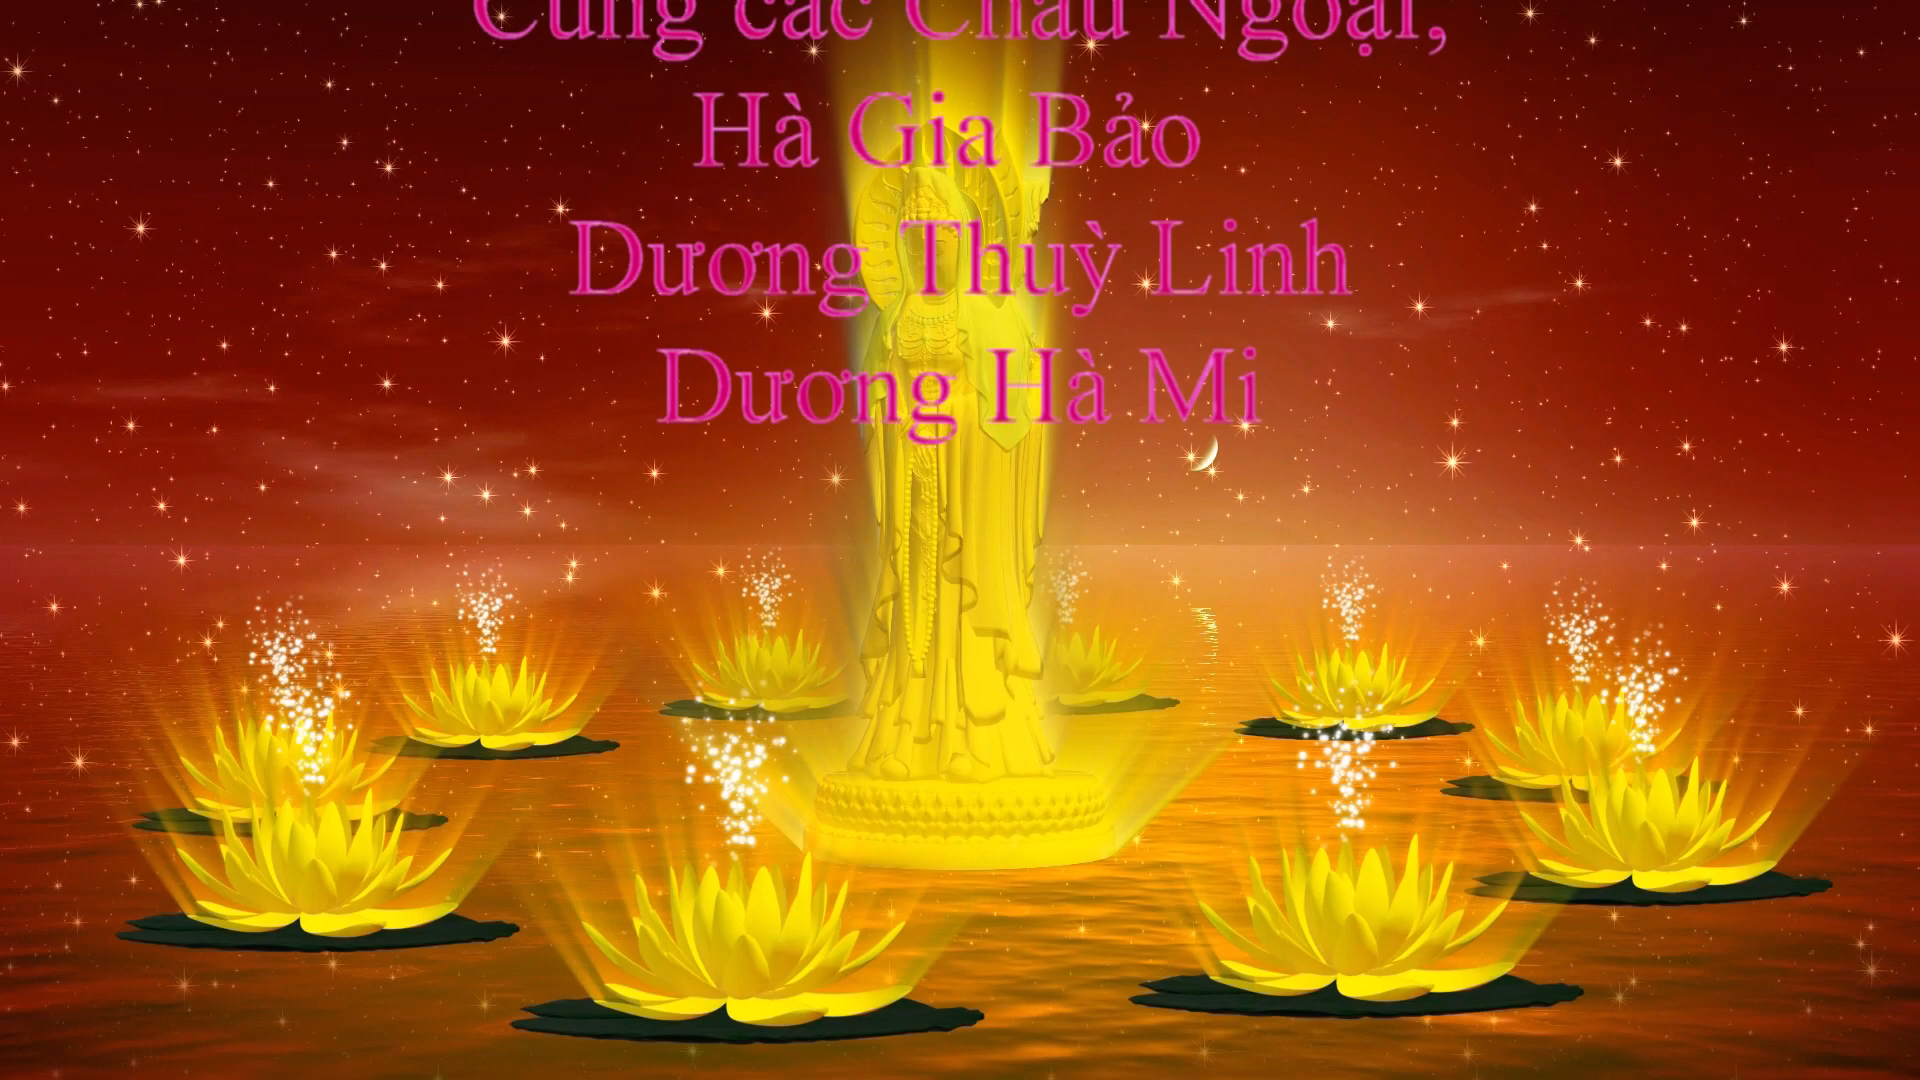 Cùng các Cháu Ngoại,
Hà Gia Bảo
Dương Thuỳ Linh
Dương Hà Mi